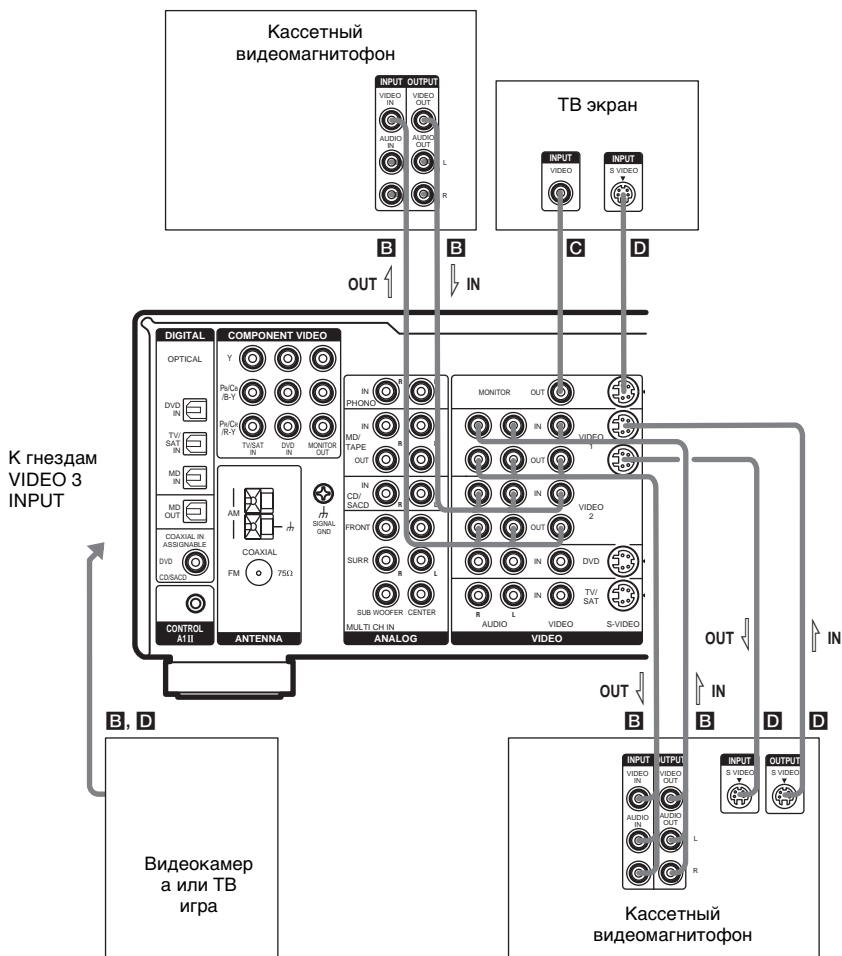 Кассетный
видеомагнитофон
INPUT OUTPUT
VIDEO IN
VIDEO OUT
AUDIO IN
AUDIO OUT
L
R
ТВ экран
INPUT
VIDEO
INPUT
S VIDEO
B
B
C
D
OUT
IN
DIGITAL
OPTICAL
DVD IN
TV/ SAT IN
MD IN
MD OUT
COAXIAL IN
ASSIGNABLE
DVD
CD/SACD
CONTROL
A1II
COMPONENT VIDEO
Y
PB/CB /B-Y
PR/CR /R-Y
TV/SAT IN
DVD IN
MONITOR OUT
AM
SIGNAL GND
COAXIAL
FM
75Ω
ANTENNA
IN
PHONO
R
L
IN
MD/ TAPE
OUT
R
L
IN
CD/ SACD
R
L
FRONT
SURR
R
L
SUB WOOFER
CENTER
MULTI CH IN
ANALOG
MONITOR
OUT
IN
VIDEO 1
OUT
IN
VIDEO 2
OUT
IN
DVD
IN
TV/ SAT
R
L
AUDIO
VIDEO
S-VIDEO
VIDEO
К гнездам
VIDEO 3
INPUT
OUT
IN
OUT
IN
B
B
D
D
B, D
Видеокамер
а или ТВ
игра
INPUT OUTPUT
VIDEO IN
VIDEO OUT
AUDIO IN
AUDIO OUT
L
R
INPUT
S VIDEO
OUTPUT
S VIDEO
Кассетный
видеомагнитофон